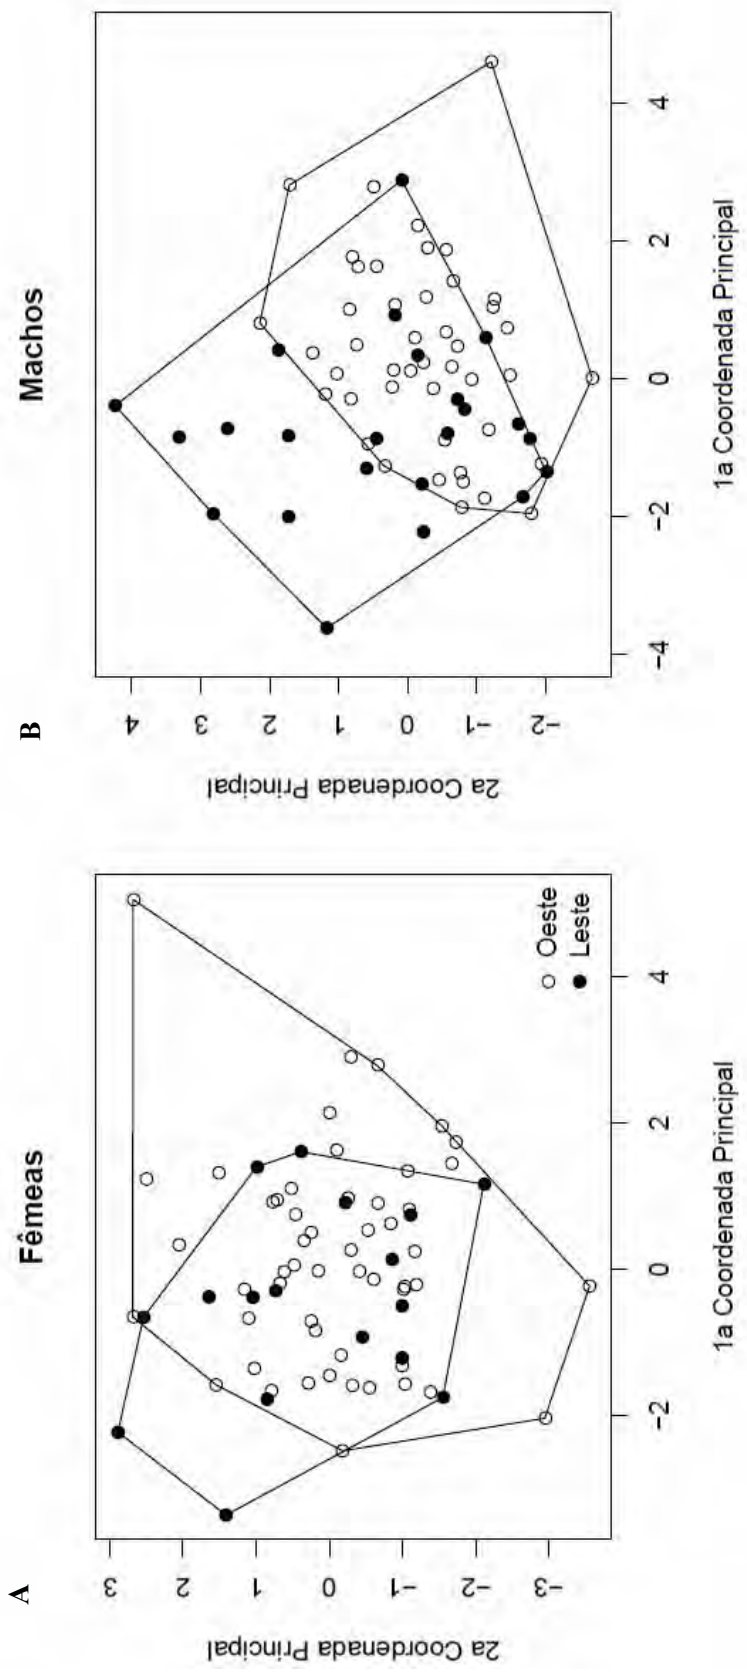 A
Fêmeas
3
2
1
0
−1
−2
−3
2a Coordenada Principal
−2
0
2
4
1a Coordenada Principal
Oeste
Leste
B
Machos
4
3
2
1
0
−1
−2
2a Coordenada Principal
−4
−2
0
2
4
1a Coordenada Principal